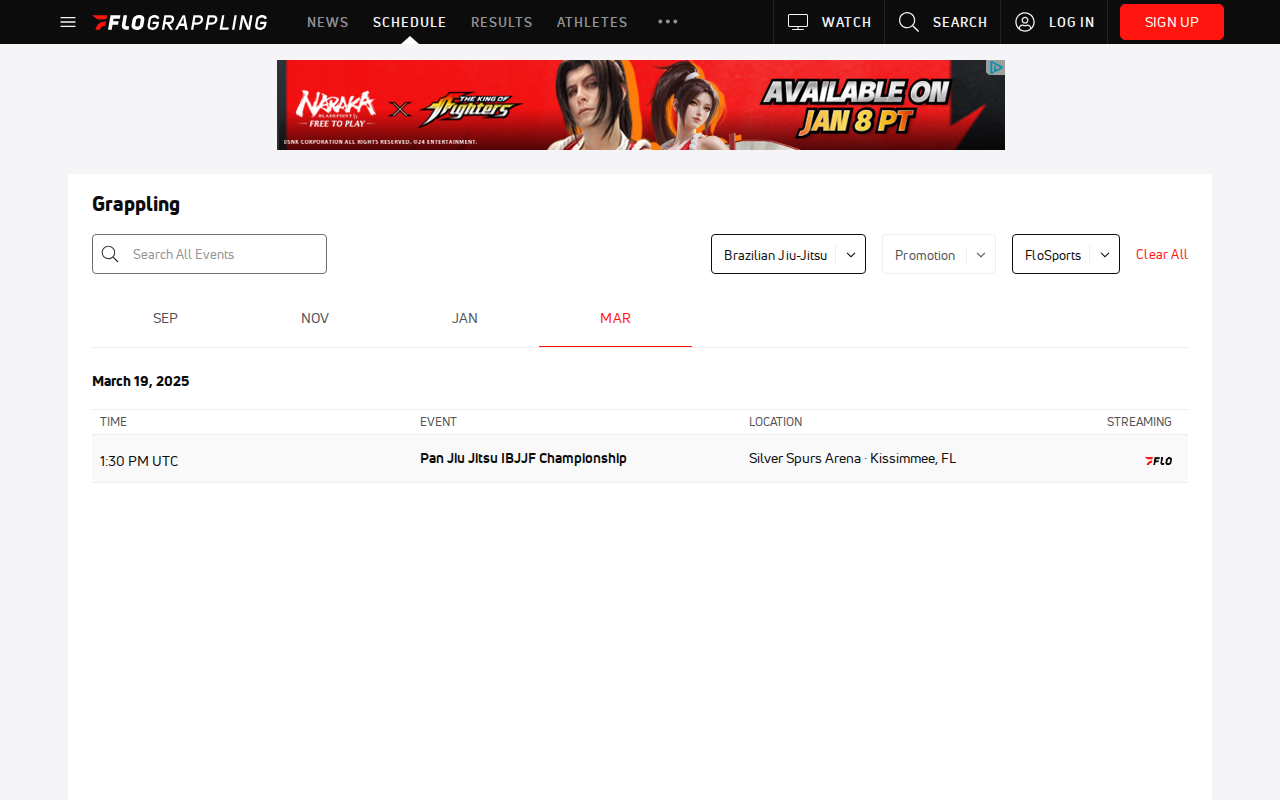 FLOGRAPPLING NEWS SCHEDULE RESULTS ATHLETES WATCH SEARCH LOG IN SIGN UP
NARAKA BLADEPOINT FREE TO PLAY X THE KING OF FIGHTERS AVAILABLE ON JAN 8 PT
CORPORATION ALL RIGHTS RESERVED. ©24 ENTERTAINMENT.
Grappling
Search All Events Brazilian Jiu-Jitsu Promotion FloSports Clear All
SEP NOV JAN MAR
March 19, 2025
TIME EVENT LOCATION STREAMING
1:30 PM UTC Pan Jiu Jitsu IBJJF Championship Silver Spurs Arena · Kissimmee, FL FLO